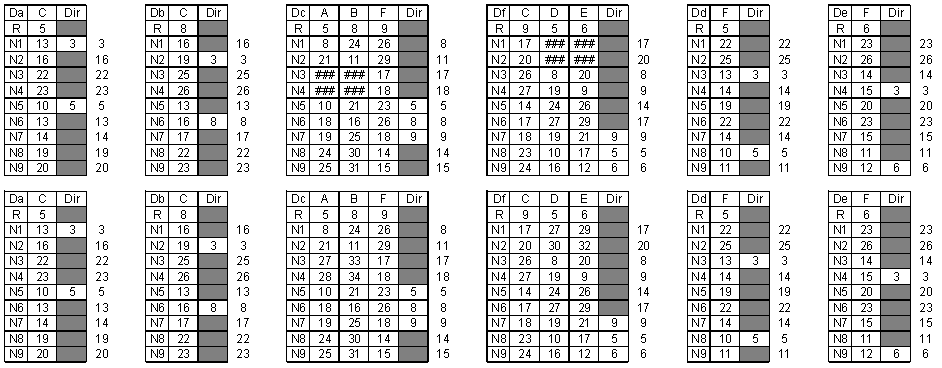 Da C Dir Db C Dir Dc A B F Dir Df C D E Dir Dd F Dir De F Dir
R 5 R 8 R 5 8 9 R 9 5 6 R 5 R 6
N1 13 3 3 N1 16 16 N1 8 24 26 8 N1 17 ### ### 17 N1 22 22 N1 23 23
N2 16 16 N2 19 3 3 N2 21 11 29 11 N2 20 ### ### 20 N2 25 25 N2 26 26
N3 22 22 N3 25 25 N3 ### ### 17 17 N3 26 8 20 8 N3 13 3 3 N3 14 14
N4 23 23 N4 26 26 N4 ### ### 18 18 N4 27 19 9 9 N4 14 14 N4 15 3 3
N5 10 5 5 N5 13 13 N5 10 21 23 5 5 N5 14 24 26 14 N5 19 19 N5 20 20
N6 13 13 N6 16 8 8 N6 18 16 26 8 8 N6 17 27 29 17 N6 22 22 N6 23 23
N7 14 14 N7 17 17 N7 19 25 18 9 9 N7 18 19 21 9 9 N7 14 14 N7 15 15
N8 19 19 N8 22 22 N8 24 30 14 14 N8 23 10 17 5 5 N8 10 5 5 N8 11 11
N9 20 20 N9 23 23 N9 25 31 15 15 N9 24 16 12 6 6 N9 11 11 N9 12 6 6
Da C Dir Db C Dir Dc A B F Dir Df C D E Dir Dd F Dir De F Dir
R 5 R 8 R 5 8 9 R 9 5 6 R 5 R 6
N1 13 3 3 N1 16 16 N1 8 24 26 8 N1 17 27 29 17 N1 22 22 N1 23 23
N2 16 16 N2 19 3 3 N2 21 11 29 11 N2 20 30 32 20 N2 25 25 N2 26 26
N3 22 22 N3 25 25 N3 27 33 17 17 N3 26 8 20 8 N3 13 3 3 N3 14 14
N4 23 23 N4 26 26 N4 28 34 18 18 N4 27 19 9 9 N4 14 14 N4 15 3 3
N5 10 5 5 N5 13 13 N5 10 21 23 5 5 N5 14 24 26 14 N5 19 19 N5 20 20
N6 13 13 N6 16 8 8 N6 18 16 26 8 8 N6 17 27 29 17 N6 22 22 N6 23 23
N7 14 14 N7 17 17 N7 19 25 18 9 9 N7 18 19 21 9 9 N7 14 14 N7 15 15
N8 19 19 N8 22 22 N8 24 30 14 14 N8 23 10 17 5 5 N8 10 5 5 N8 11 11
N9 20 20 N9 23 23 N9 25 31 15 15 N9 24 16 12 6 6 N9 11 11 N9 12 6 6